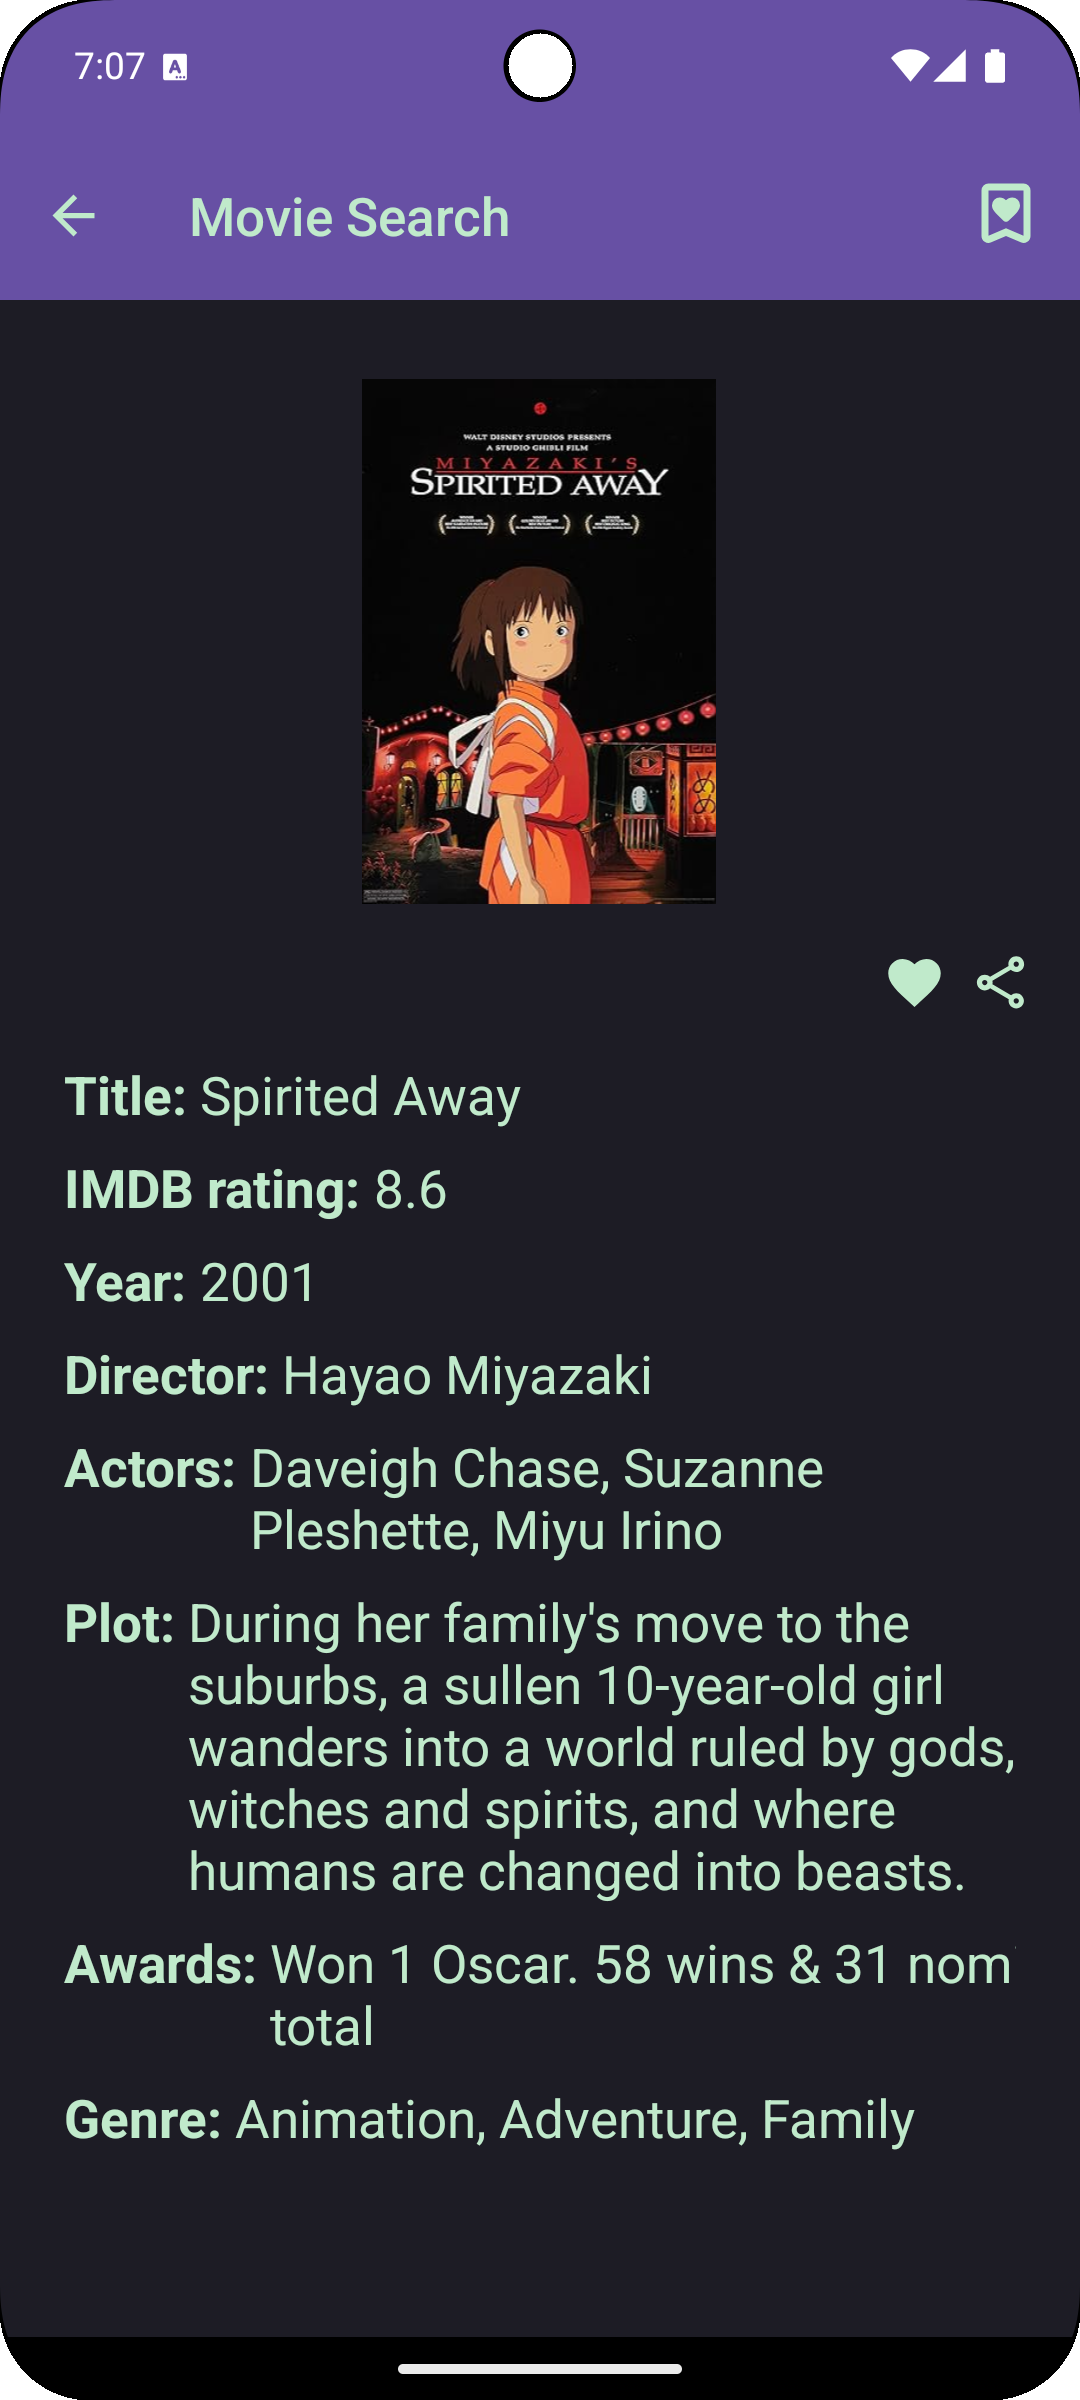 7:07
Movie Search
WALT DISNEY STUDIOS PRESENTS
A STUDIO GHIBLI FILM
MIYAZAKI'S
SPIRITED AWAY
Title: Spirited Away
IMDB rating: 8.6
Year: 2001
Director: Hayao Miyazaki
Actors: Daveigh Chase, Suzanne
Pleshette, Miyu Irino
Plot: During her family's move to the
suburbs, a sullen 10-year-old girl
wanders into a world ruled by gods,
witches and spirits, and where
humans are changed into beasts.
Awards: Won 1 Oscar. 58 wins & 31 nom
total
Genre: Animation, Adventure, Family